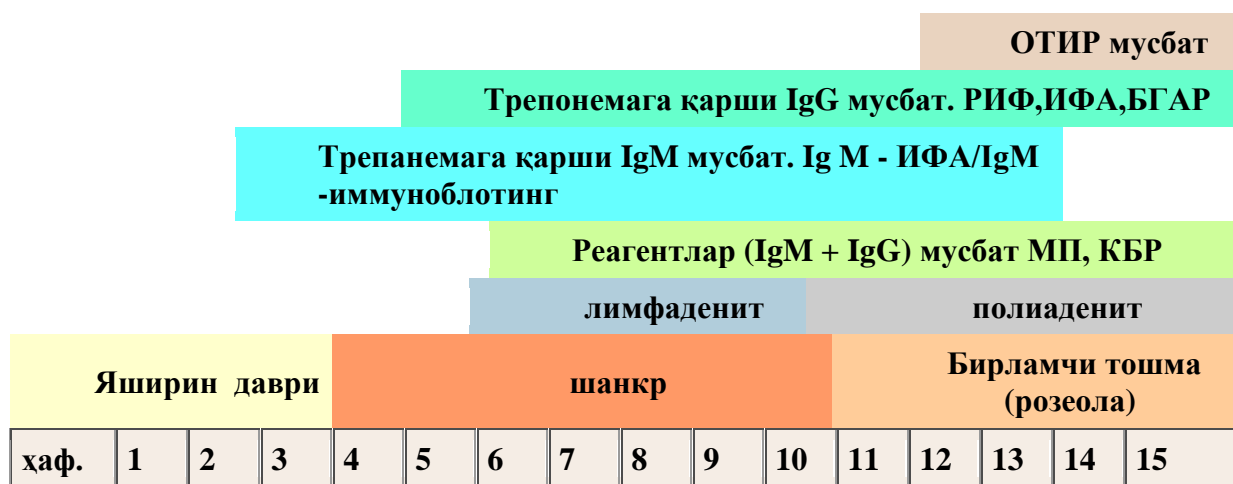 ОТИР мусбат
Трепонемага қарши IgG мусбат. РИФ,ИФА,БГАР
Трепанемага қарши IgM мусбат. Ig M - ИФА/IgM
-иммуноблотинг
Реагентлар (IgM + IgG) мусбат МП, КБР
лимфаденит полиаденит
Яширин даври шанкр Бирламчи тошма
(розеола)
ҳаф. 1 2 3 4 5 6 7 8 9 10 11 12 13 14 15